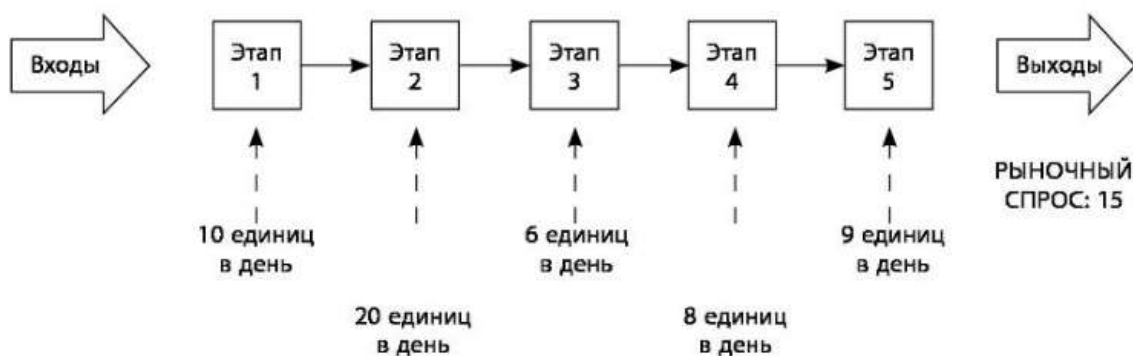 Входы
Этап
1
Этап
2
Этап
3
Этап
4
Этап
5
Выходы
РЫНОЧНЫЙ
СПРОС: 15
10 единиц
в день
6 единиц
в день
9 единиц
в день
20 единиц
в день
8 единиц
в день